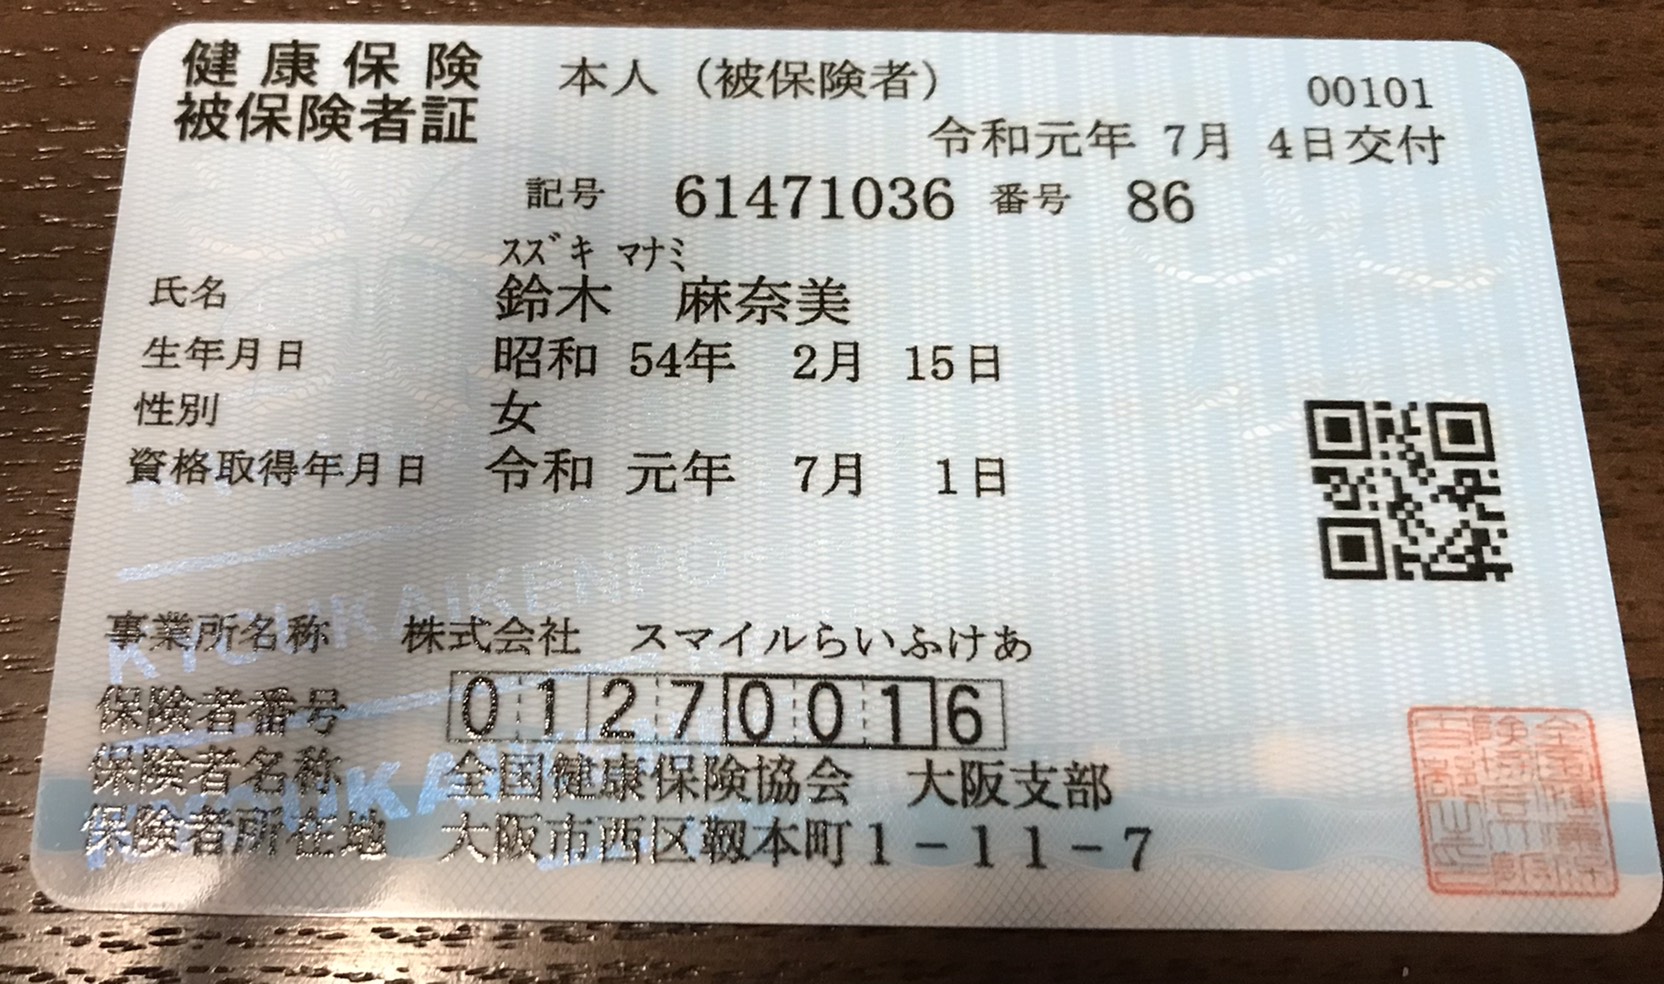 健康保険 本人（被保険者） 00101
被保険者証 令和元年 7月 4日交付
記号 61471036 番号 86
ｽｽﾞｷ ﾏﾅﾐ
氏名 鈴木 麻奈美
生年月日 昭和 54年 2月 15日
性別 女
資格取得年月日 令和 元年 7月 1日
事業所名称 株式会社 スマイルらいふけあ
保険者番号 01270016
保険者名称 全国健康保険協会 大阪支部
保険者所在地 大阪市西区靱本町１－１１－７